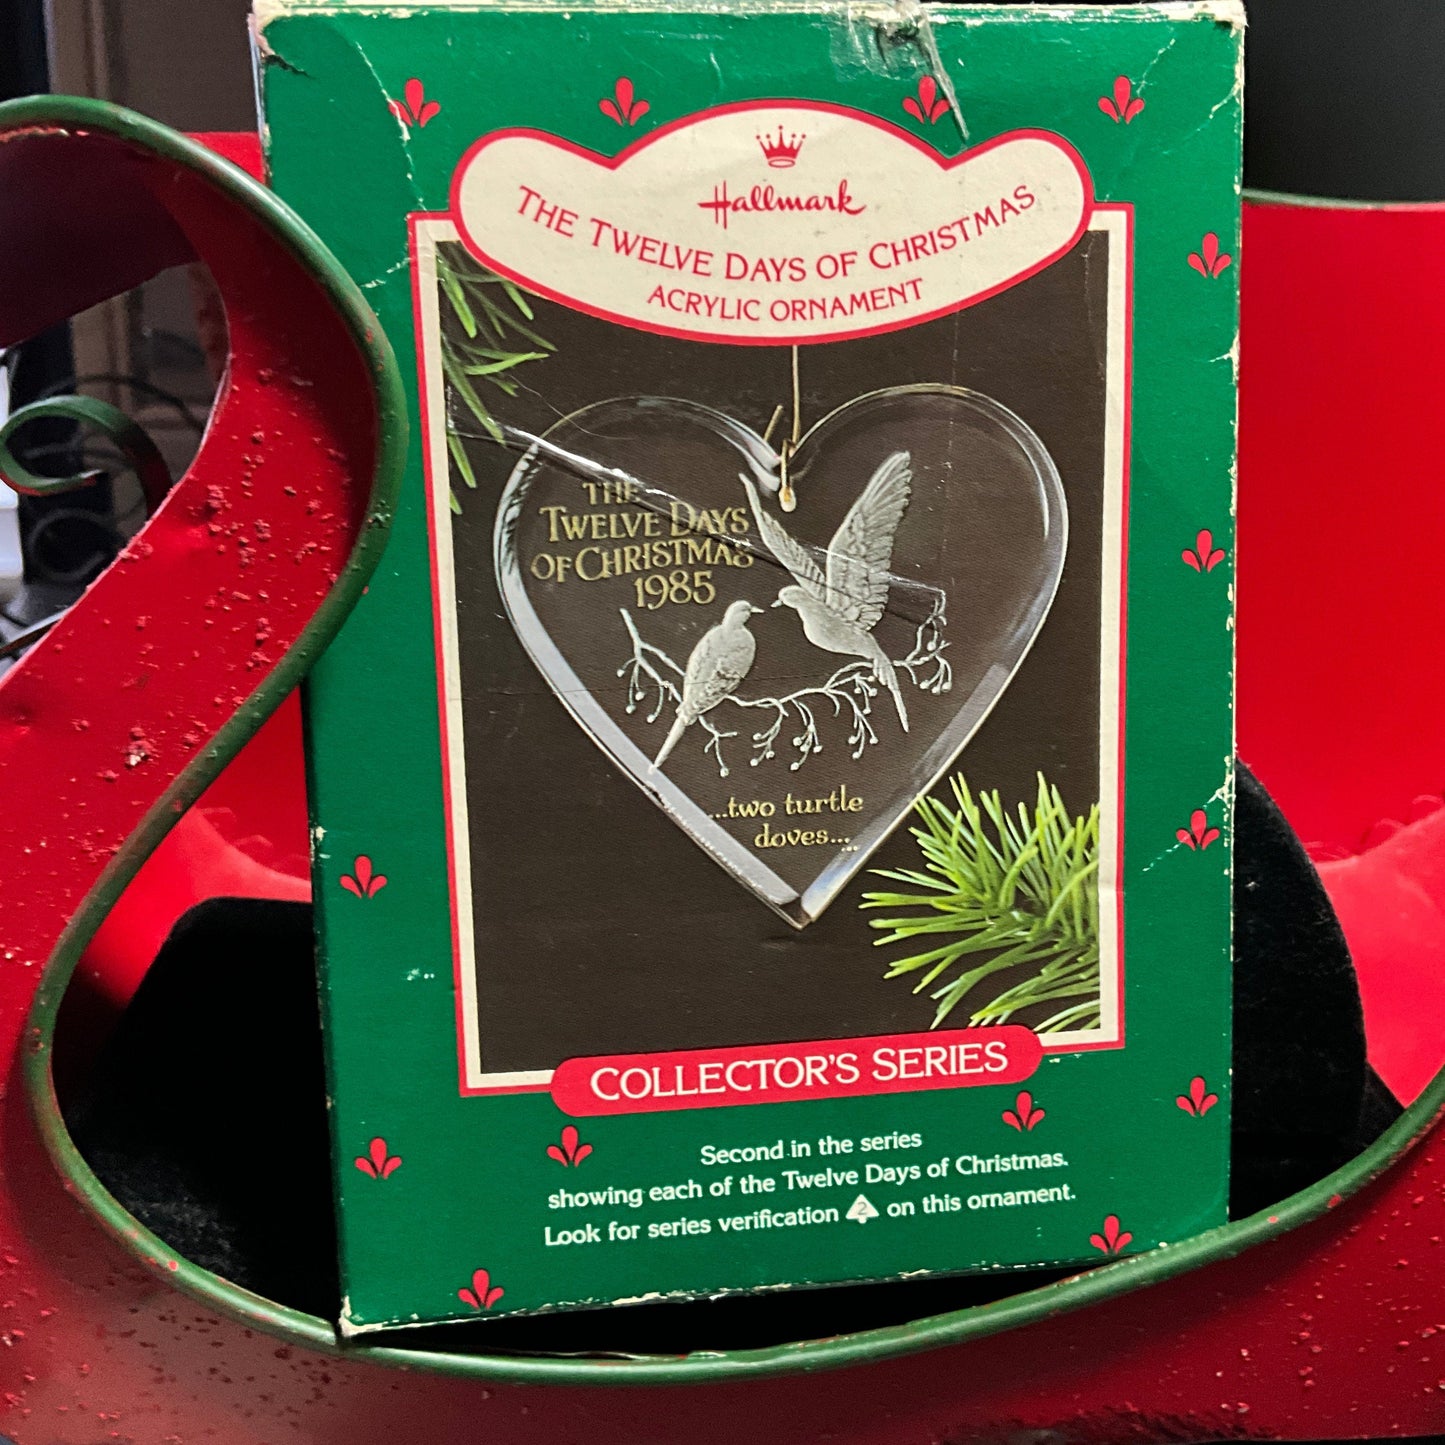 Hallmark
THE TWELVE DAYS OF CHRISTMAS
ACRYLIC ORNAMENT
THE
TWELVE DAYS
OF CHRISTMAS
1985
...two turtle
doves...
COLLECTOR'S SERIES
Second in the series
showing each of the Twelve Days of Christmas.
Look for series verification 2 on this ornament.